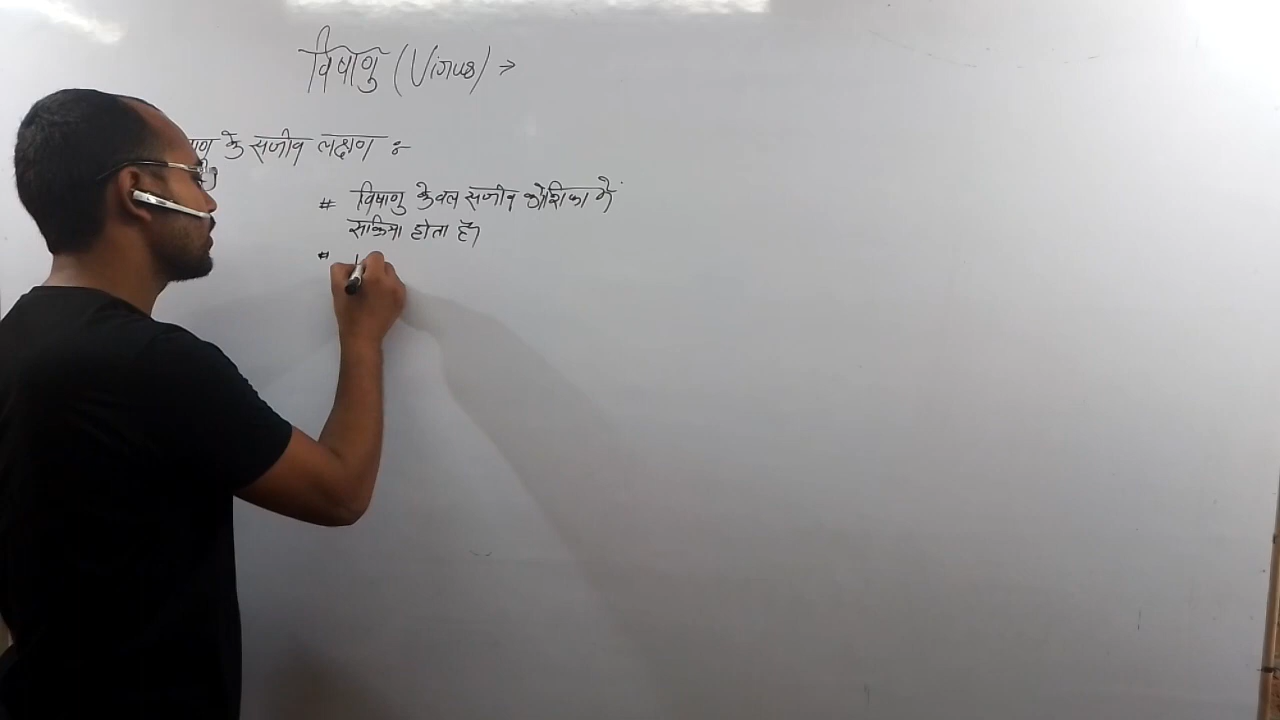 विषाणु (Virus) →
णु के सजीव लक्षण :-
# विषाणु केवल सजीव कोशिका में
सक्रिय होता है।
#